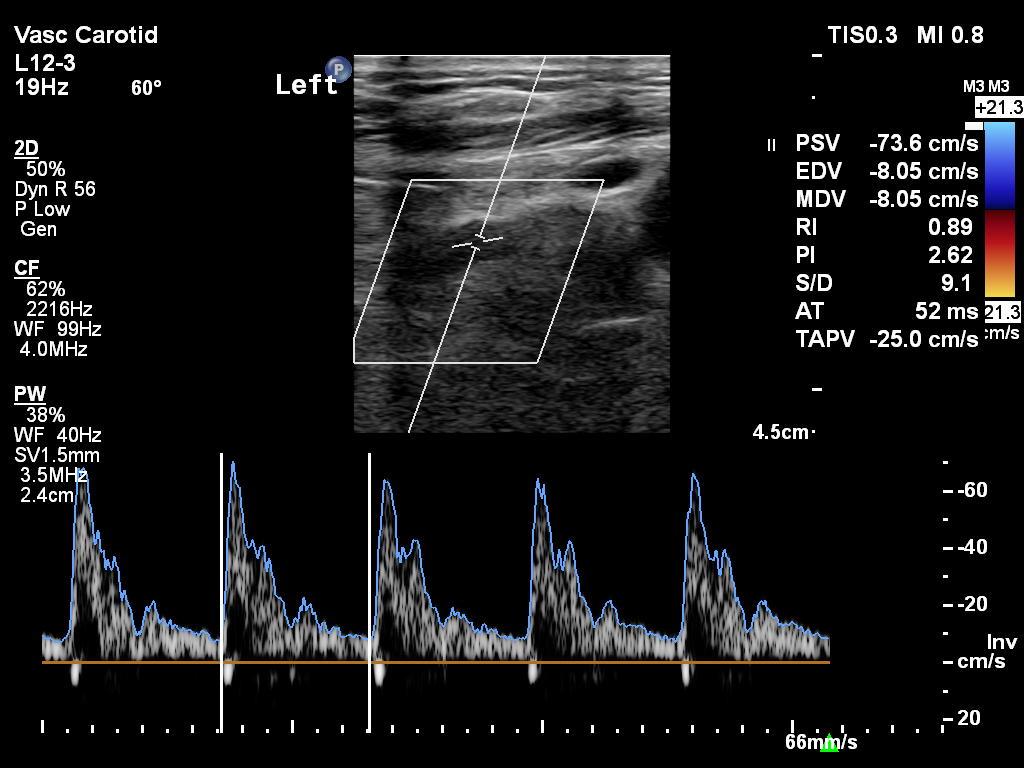 Vasc Carotid
TIS0.3 MI 0.8
L12-3
19Hz 60°
Left
P
M3 M3
+21.3
2D
50%
Dyn R 56
P Low
Gen
CF
62%
2216Hz
WF 99Hz
4.0MHz
PW
38%
WF 40Hz
SV1.5mm
3.5MHz
2.4cm
II
PSV -73.6 cm/s
EDV -8.05 cm/s
MDV -8.05 cm/s
RI 0.89
PI 2.62
S/D 9.1
AT 52 ms
TAPV -25.0 cm/s
21.3
cm/s
4.5cm
-60
-40
-20
Inv
cm/s
20
66mm/s